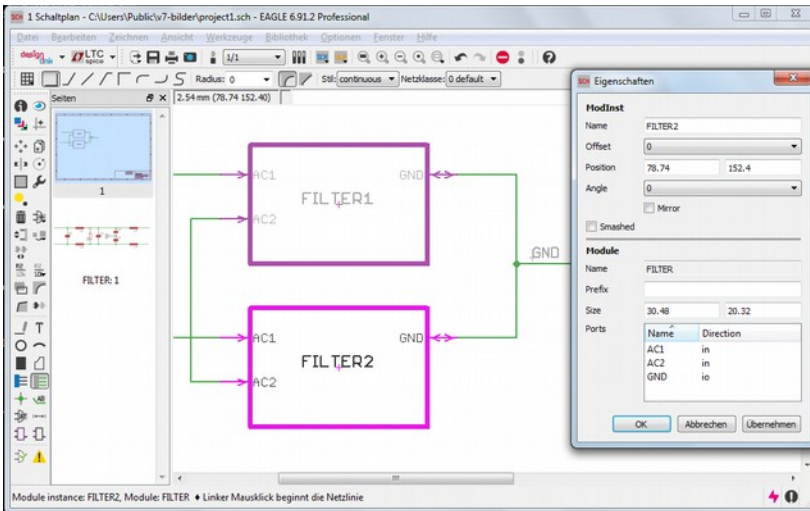 1 Schaltplan - C:\Users\Public\v7-bilder\project1.sch - EAGLE 6.91.2 Professional
Datei Bearbeiten Zeichnen Ansicht Werkzeuge Bibliothek Optionen Fenster Hilfe
design link LTC spice 1/1
Radius: 0 Stil: continuous Netzklasse: 0 default
Seiten
2.54 mm (78.74 152.40)
1
FILTER: 1
AC1 GND
FILTER1
AC2
GND
AC1 GND
FILTER2
AC2
Eigenschaften
ModInst
Name FILTER2
Offset 0
Position 78.74 152.4
Angle 0
Mirror
Smashed
Module
Name FILTER
Prefix
Size 30.48 20.32
Ports Name Direction
AC1 in
AC2 in
GND io
OK Abbrechen Übernehmen
Module instance: FILTER2, Module: FILTER ♦ Linker Mausklick beginnt die Netzlinie